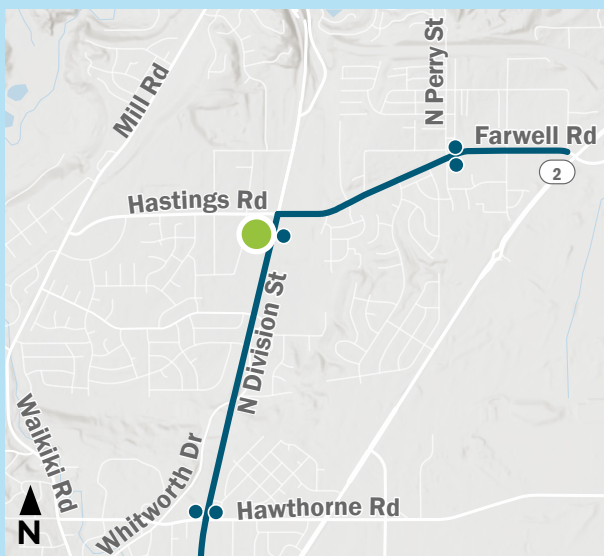 Mill Rd
N Perry St
Farwell Rd
2
Hastings Rd
N Division St
Waikiki Rd
Whitworth Dr
Hawthorne Rd
N